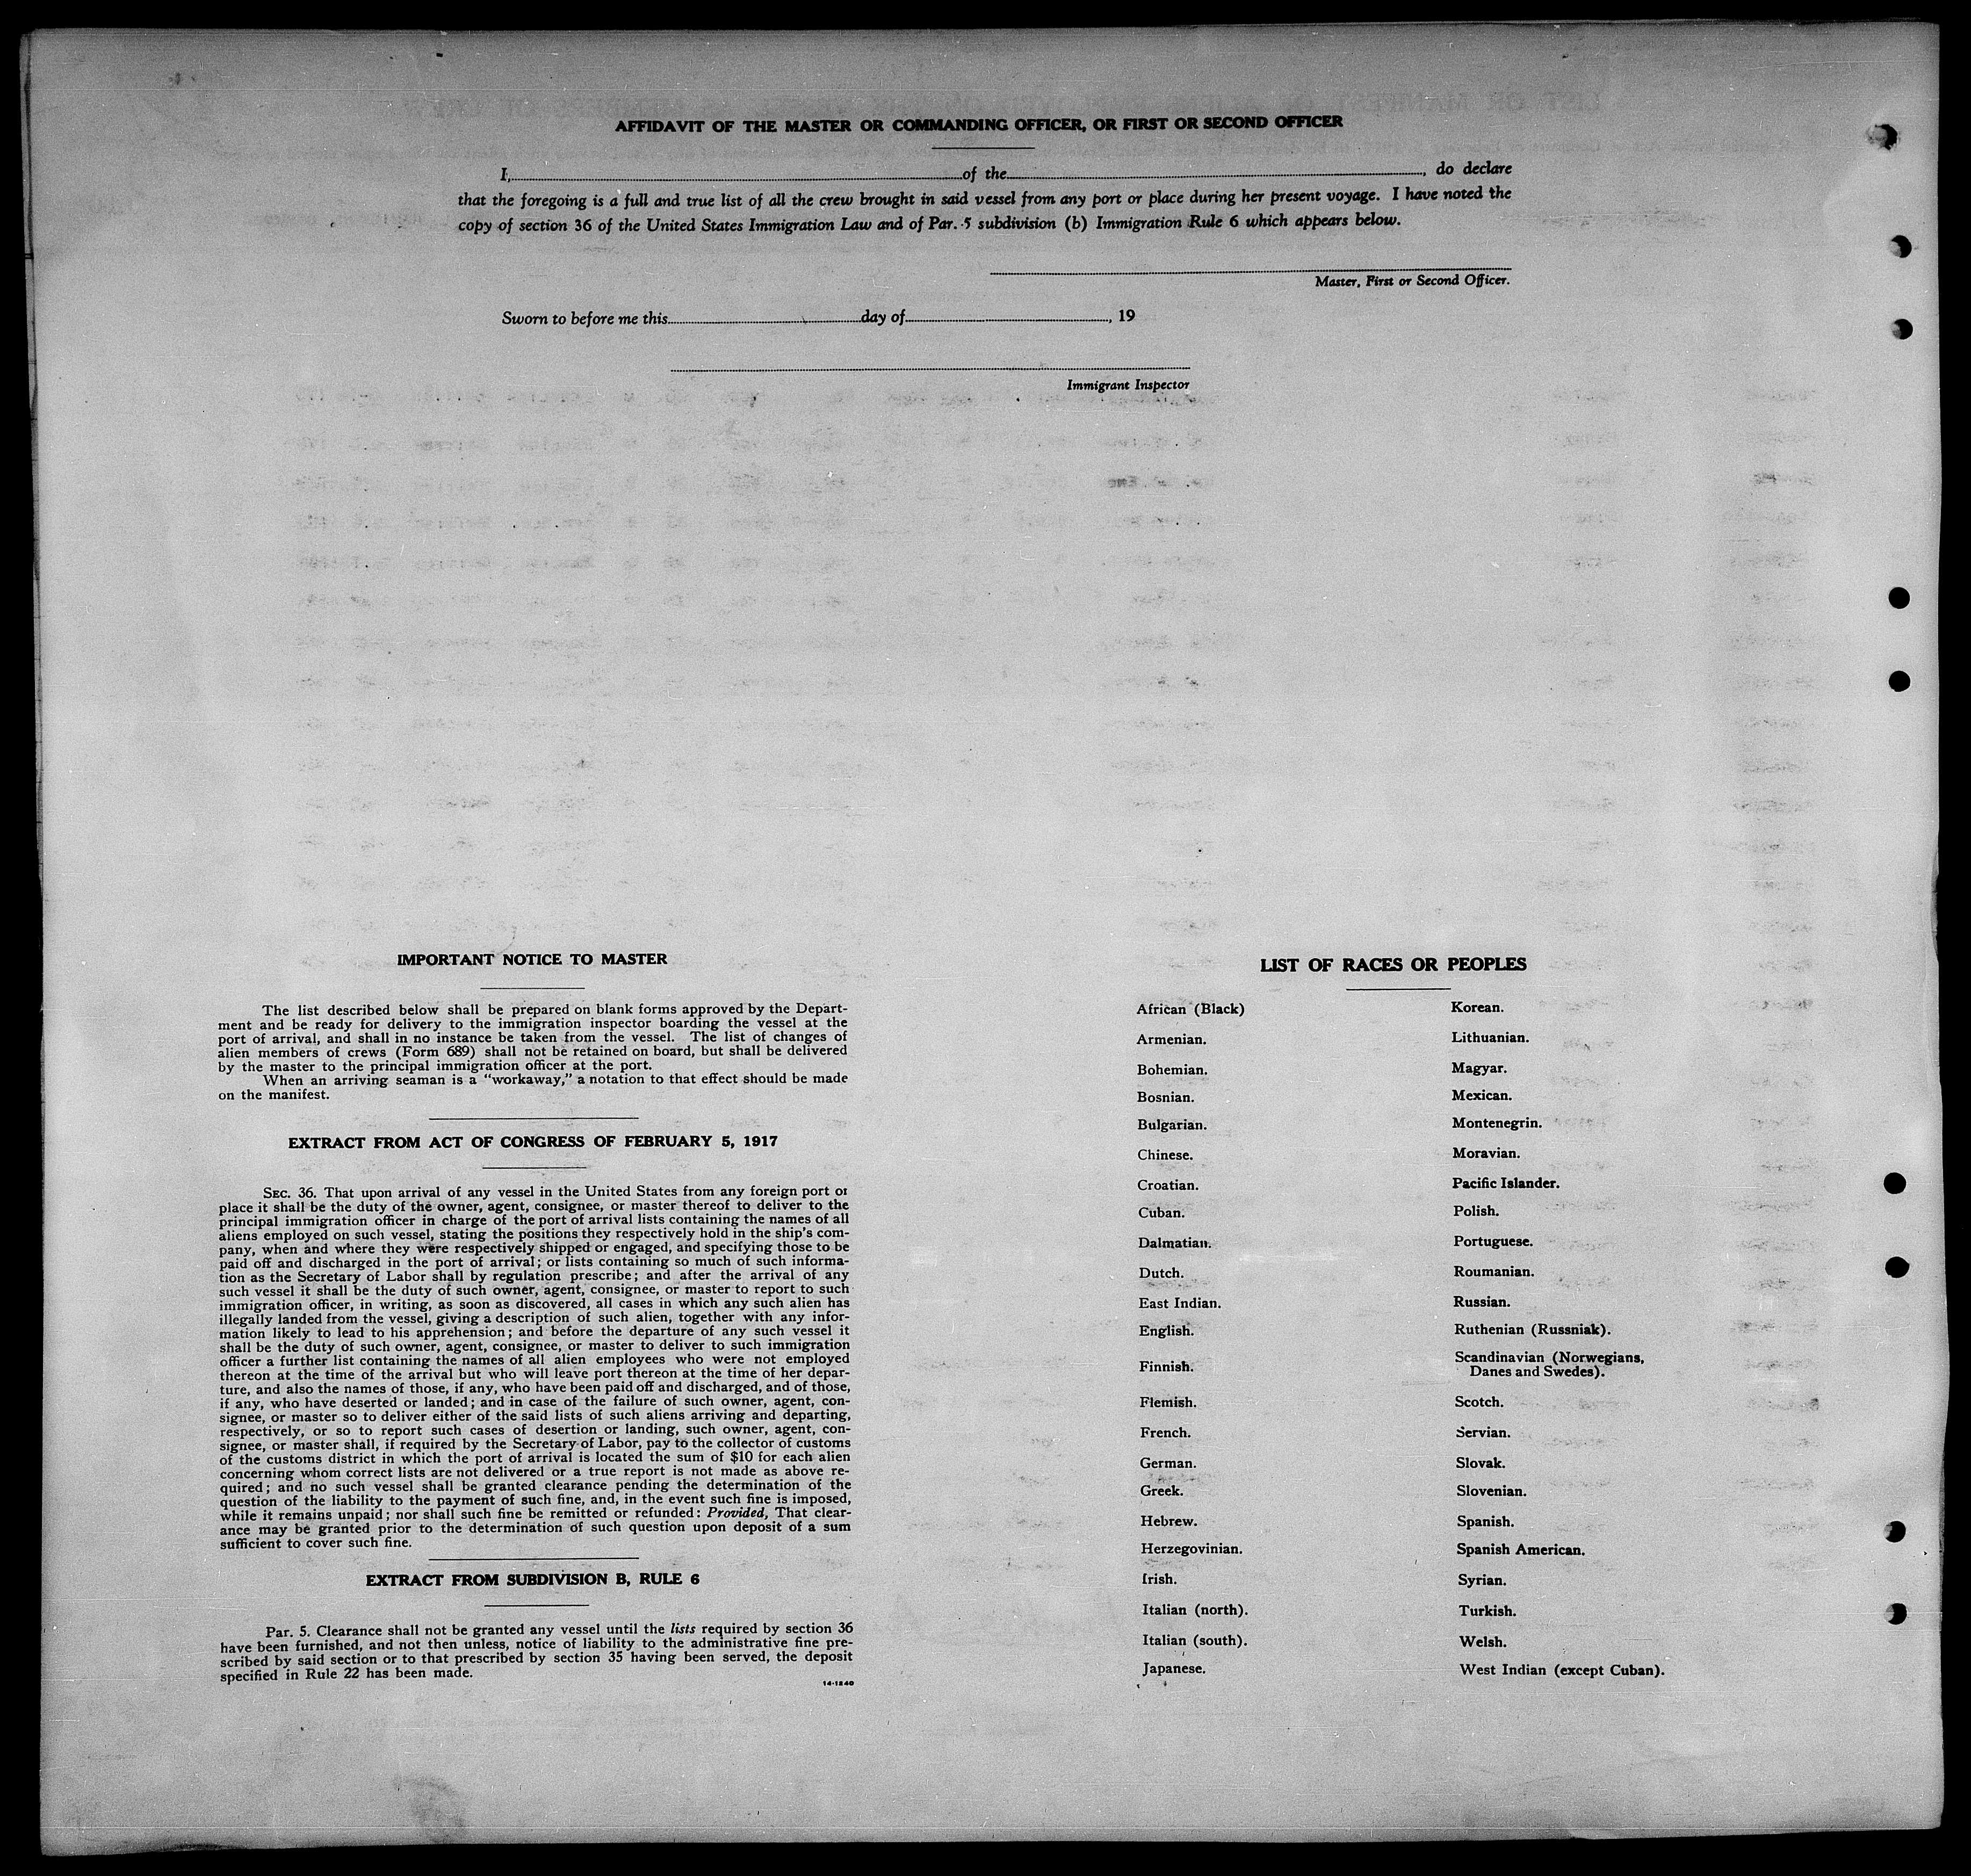 AFFIDAVIT OF THE MASTER OR COMMANDING OFFICER, OR FIRST OR SECOND OFFICER
I, of the , do declare
that the foregoing is a full and true list of all the crew brought in said vessel from any port or place during her present voyage. I have noted the
copy of section 36 of the United States Immigration Law and of Par. 5 subdivision (b) Immigration Rule 6 which appears below.
Master, First or Second Officer.
Sworn to before me this day of , 19
Immigrant Inspector
IMPORTANT NOTICE TO MASTER
The list described below shall be prepared on blank forms approved by the Depart-
ment and be ready for delivery to the immigration inspector boarding the vessel at the
port of arrival, and shall in no instance be taken from the vessel. The list of changes of
alien members of crews (Form 689) shall not be retained on board, but shall be delivered
by the master to the principal immigration officer at the port.
When an arriving seaman is a "workaway," a notation to that effect should be made
on the manifest.
EXTRACT FROM ACT OF CONGRESS OF FEBRUARY 5, 1917
SEC. 36. That upon arrival of any vessel in the United States from any foreign port or
place it shall be the duty of the owner, agent, consignee, or master thereof to deliver to the
principal immigration officer in charge of the port of arrival lists containing the names of all
aliens employed on such vessel, stating the positions they respectively hold in the ship's com-
pany, when and where they were respectively shipped or engaged, and specifying those to be
paid off and discharged in the port of arrival; or lists containing so much of such informa-
tion as the Secretary of Labor shall by regulation prescribe; and after the arrival of any
such vessel it shall be the duty of such owner, agent, consignee, or master to report to such
immigration officer, in writing, as soon as discovered, all cases in which any such alien has
illegally landed from the vessel, giving a description of such alien, together with any infor-
mation likely to lead to his apprehension; and before the departure of any such vessel it
shall be the duty of such owner, agent, consignee, or master to deliver to such immigration
officer a further list containing the names of all alien employees who were not employed
thereon at the time of the arrival but who will leave port thereon at the time of her depar-
ture, and also the names of those, if any, who have been paid off and discharged, and of those,
if any, who have deserted or landed; and in case of the failure of such owner, agent, con-
signee, or master so to deliver either of the said lists of such aliens arriving and departing,
respectively, or so to report such cases of desertion or landing, such owner, agent, con-
signee, or master shall, if required by the Secretary of Labor, pay to the collector of customs
of the customs district in which the port of arrival is located the sum of $10 for each alien
concerning whom correct lists are not delivered or a true report is not made as above re-
quired; and no such vessel shall be granted clearance pending the determination of the
question of the liability to the payment of such fine, and, in the event such fine is imposed,
while it remains unpaid; nor shall such fine be remitted or refunded: Provided, That clear-
ance may be granted prior to the determination of such question upon deposit of a sum
sufficient to cover such fine.
EXTRACT FROM SUBDIVISION B, RULE 6
Par. 5. Clearance shall not be granted any vessel until the lists required by section 36
have been furnished, and not then unless, notice of liability to the administrative fine pre-
scribed by said section or to that prescribed by section 35 having been served, the deposit
specified in Rule 22 has been made.
14-1240
LIST OF RACES OR PEOPLES
African (Black)
Armenian.
Bohemian.
Bosnian.
Bulgarian.
Chinese.
Croatian.
Cuban.
Dalmatian.
Dutch.
East Indian.
English.
Finnish.
Flemish.
French.
German.
Greek.
Hebrew.
Herzegovinian.
Irish.
Italian (north).
Italian (south).
Japanese.
Korean.
Lithuanian.
Magyar.
Mexican.
Montenegrin.
Moravian.
Pacific Islander.
Polish.
Portuguese.
Roumanian.
Russian.
Ruthenian (Russniak).
Scandinavian (Norwegians,
Danes and Swedes).
Scotch.
Servian.
Slovak.
Slovenian.
Spanish.
Spanish American.
Syrian.
Turkish.
Welsh.
West Indian (except Cuban).